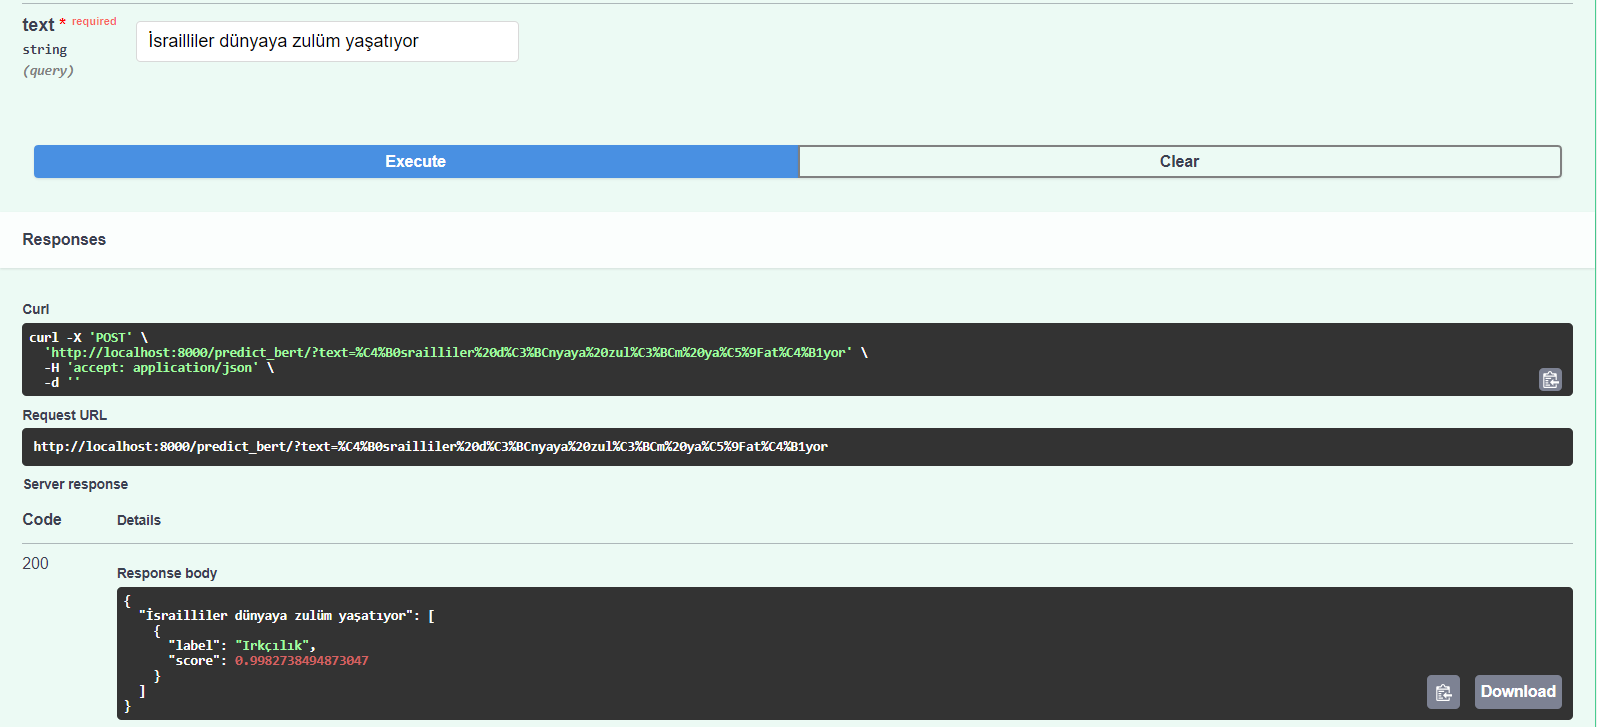 text * required
string
(query)
İsrailliler dünyaya zulüm yaşatıyor
Execute
Clear
Responses
Curl
curl -X 'POST' \
'http://localhost:8000/predict_bert/?text=%C4%B0srailliler%20d%C3%BCnyaya%20zul%C3%BCm%20ya%C5%9Fat%C4%B1yor' \
-H 'accept: application/json' \
-d ''
Request URL
http://localhost:8000/predict_bert/?text=%C4%B0srailliler%20d%C3%BCnyaya%20zul%C3%BCm%20ya%C5%9Fat%C4%B1yor
Server response
Code Details
200
Response body
{
"İsrailliler dünyaya zulüm yaşatıyor": [
{
"label": "Irkçılık",
"score": 0.9982738494873047
}
]
}
Download